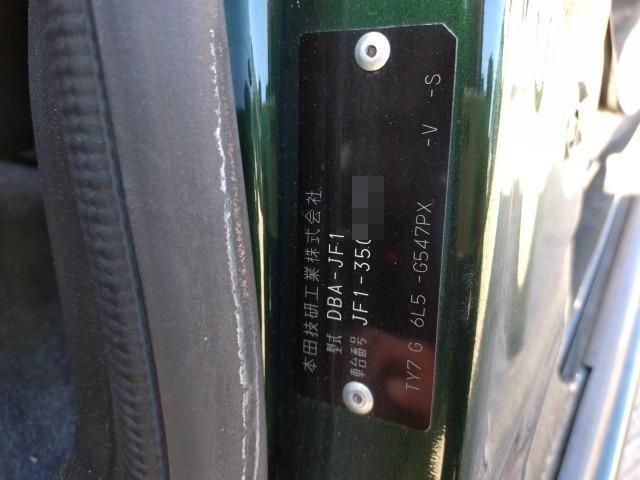 本田技研工業株式会社
型式 DBA-JF1
車台番号 JF1-350
TY7 G 6L5 -G547PX -V -S